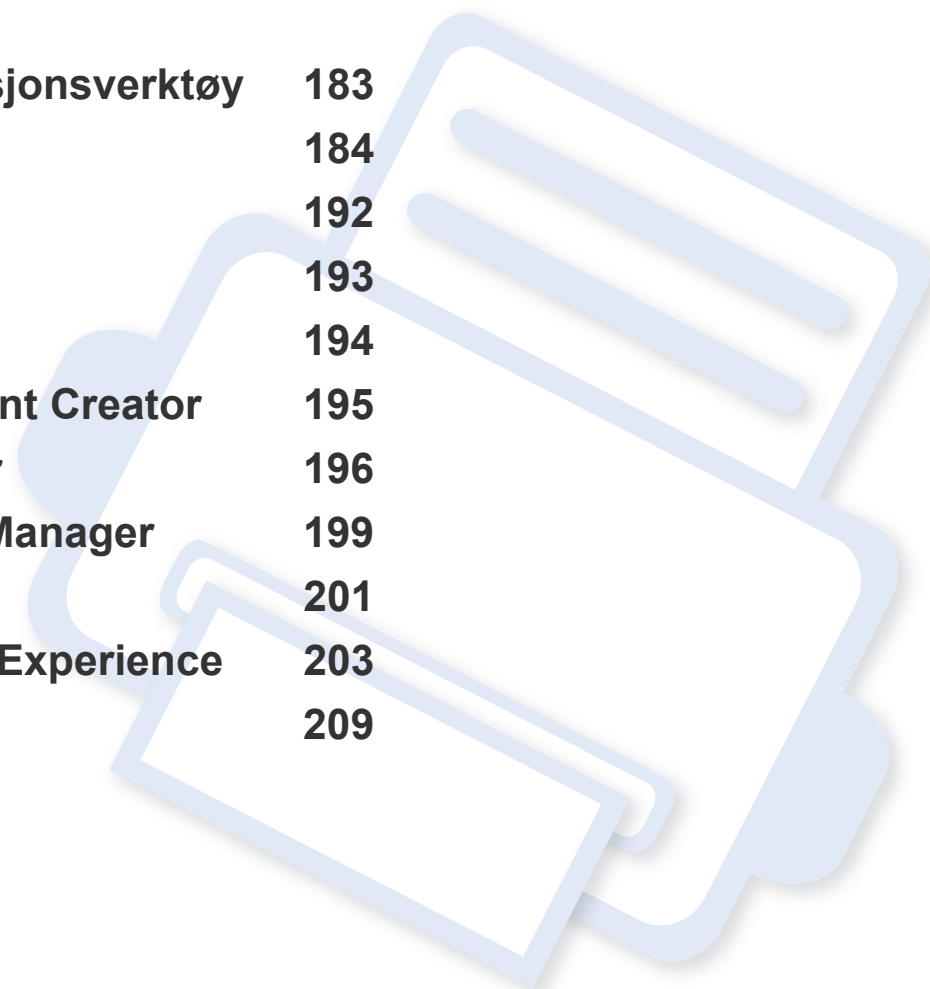 sjonsverktøy 183
184
192
193
194
nt Creator 195
r 196
Manager 199
201
Experience 203
209